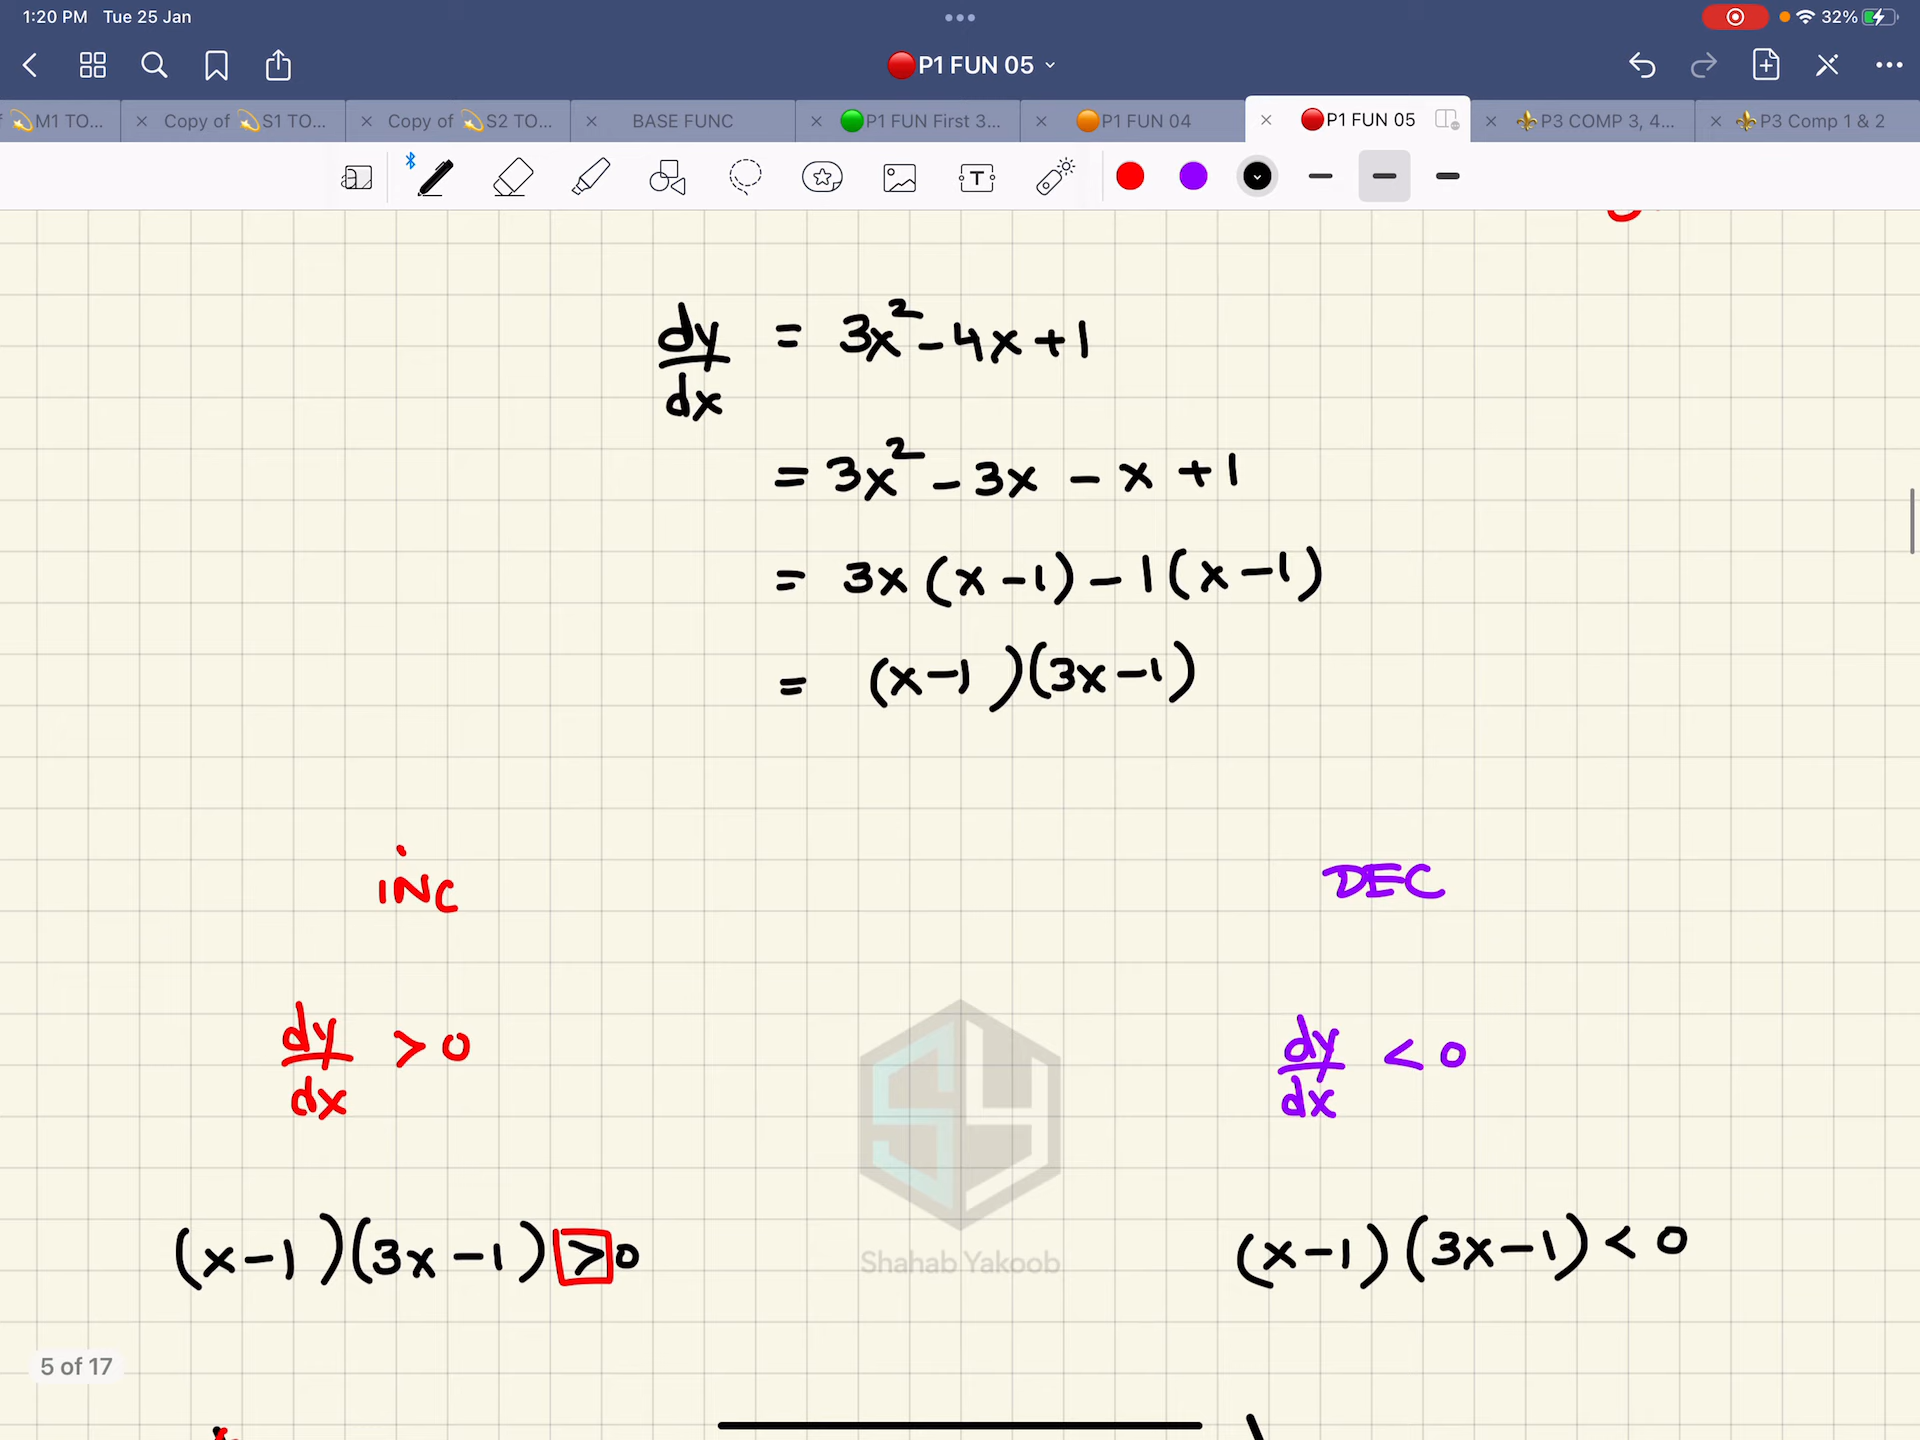 1:20 PM Tue 25 Jan
32%
P1 FUN 05
M1 TO...
Copy of S1 TO...
Copy of S2 TO...
BASE FUNC
P1 FUN First 3...
P1 FUN 04
P1 FUN 05
P3 COMP 3, 4...
P3 Comp 1 & 2
dy/dx = 3x² - 4x + 1
= 3x² - 3x - x + 1
= 3x(x - 1) - 1(x - 1)
= (x - 1)(3x - 1)
INC
DEC
dy/dx > 0
dy/dx < 0
(x - 1)(3x - 1) > 0
(x - 1)(3x - 1) < 0
Shahab Yakoob
5 of 17